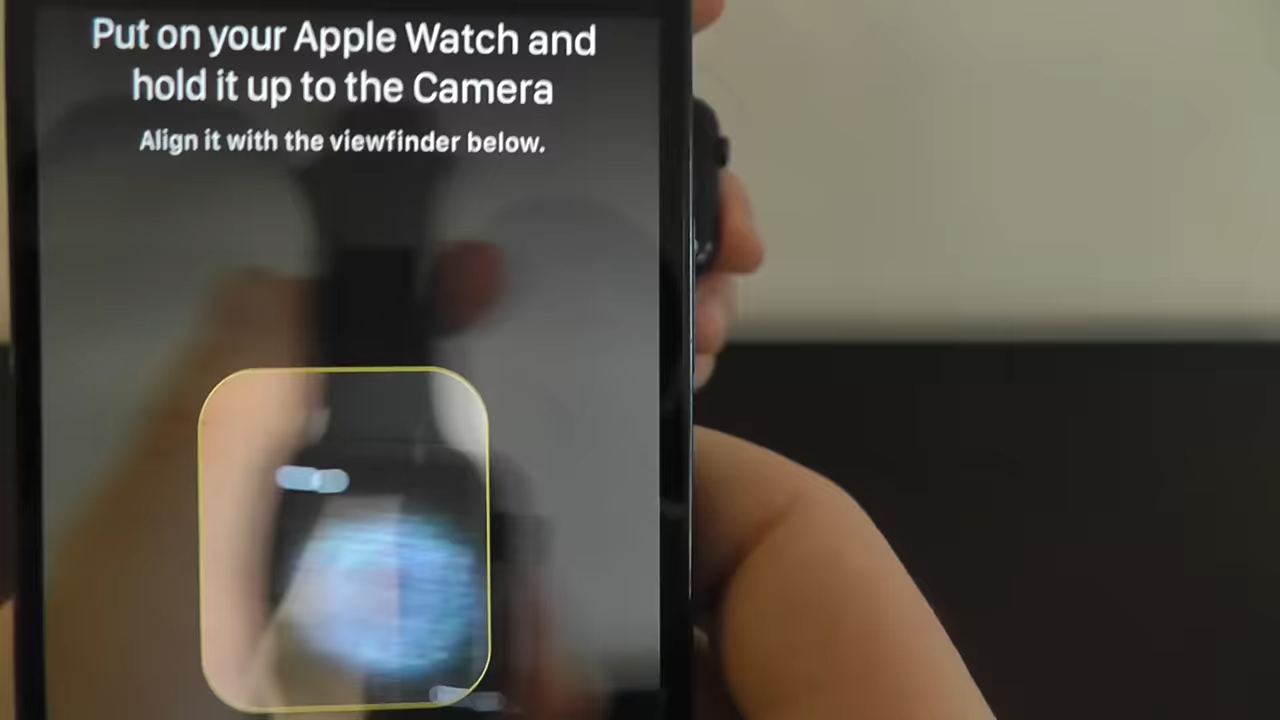 Put on your Apple Watch and
hold it up to the Camera
Align it with the viewfinder below.